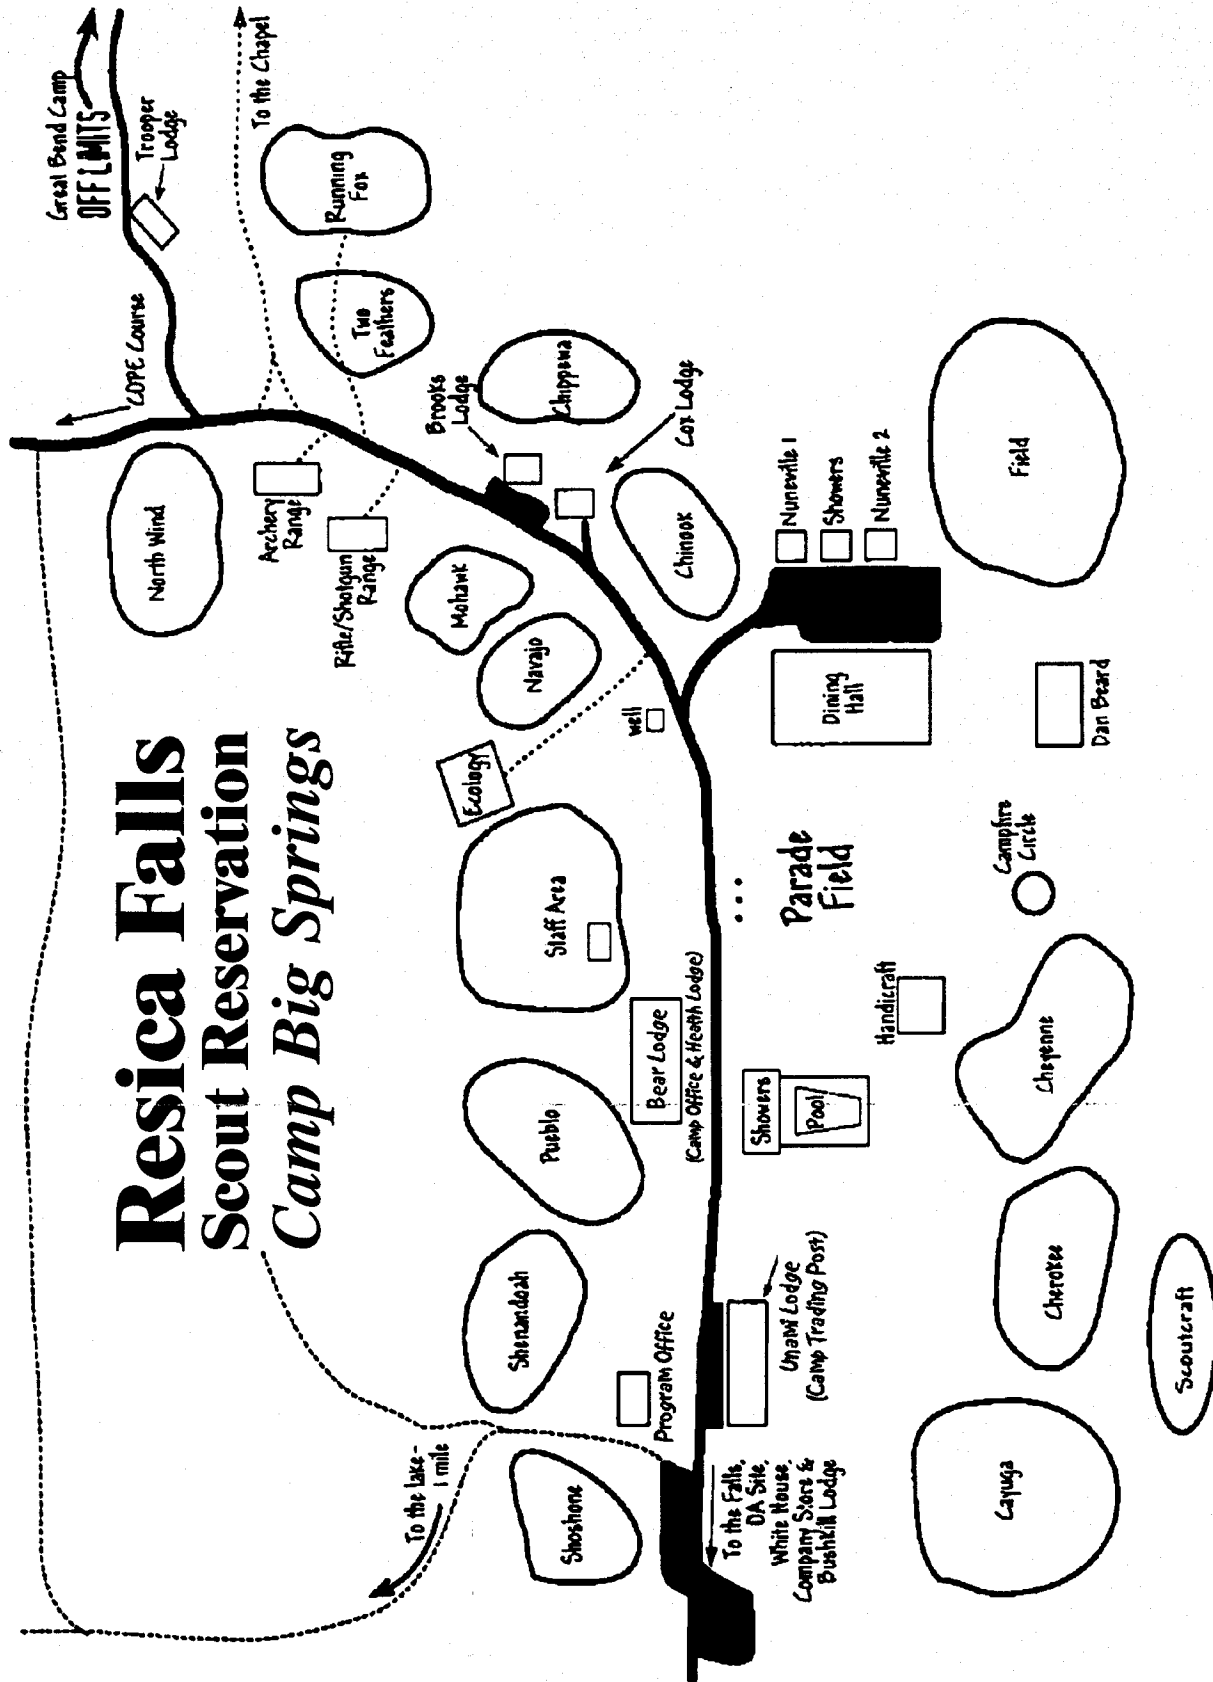 Resica Falls
Scout Reservation
Camp Big Springs
To the lake-
1 mile
Shoshone
Shenandoah
Pueblo
Staff Area
Ecology
Navajo
Mohawk
Rifle/Shotgun
Range
Archery
Range
North Wind
COPE Course
Great Bend Camp
OFF LIMITS
Trooper
Lodge
To the Chapel
Running
Fox
Two
Feathers
Brooks
Lodge
Chippewa
Cox Lodge
Chinook
well
Program Office
Bear Lodge
(Camp Office & Health Lodge)
To the Falls,
OA Site,
White House,
Company Store &
Bushkill Lodge
Unami Lodge
(Camp Trading Post)
Showers
Pool
Parade
Field
Handicraft
Dining
Hall
Nuneville 1
Showers
Nuneville 2
Field
Dan Beard
Campfire
Circle
Cheyenne
Cherokee
Cayuga
Scoutcraft